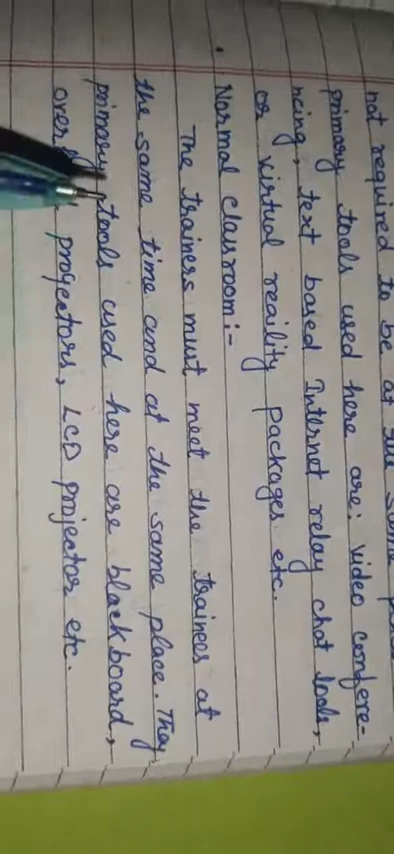 not required to be at the same
primary tools used here are: video confere-
ncing, text based Internet relay chat tools,
or virtual reaility packages etc.
Normal classroom:-
The trainers must meet the trainees at
the same time and at the same place. They
primary tools used here are blackboard,
over projectors, LCD projector etc.